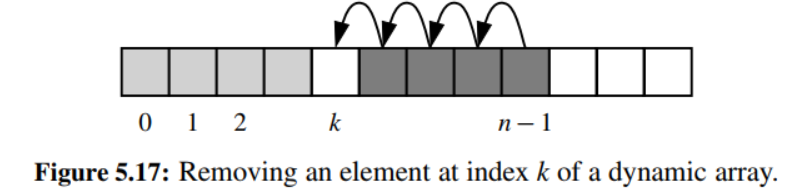 0 1 2 k n − 1
Figure 5.17: Removing an element at index k of a dynamic array.